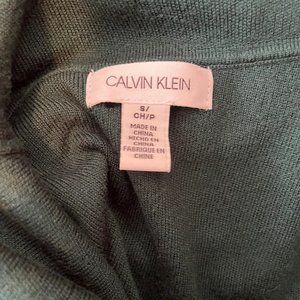 CALVIN KLEIN
S/
CH/P
MADE IN
CHINA
HECHO EN
CHINA
FABRIQUÉ EN
CHINE